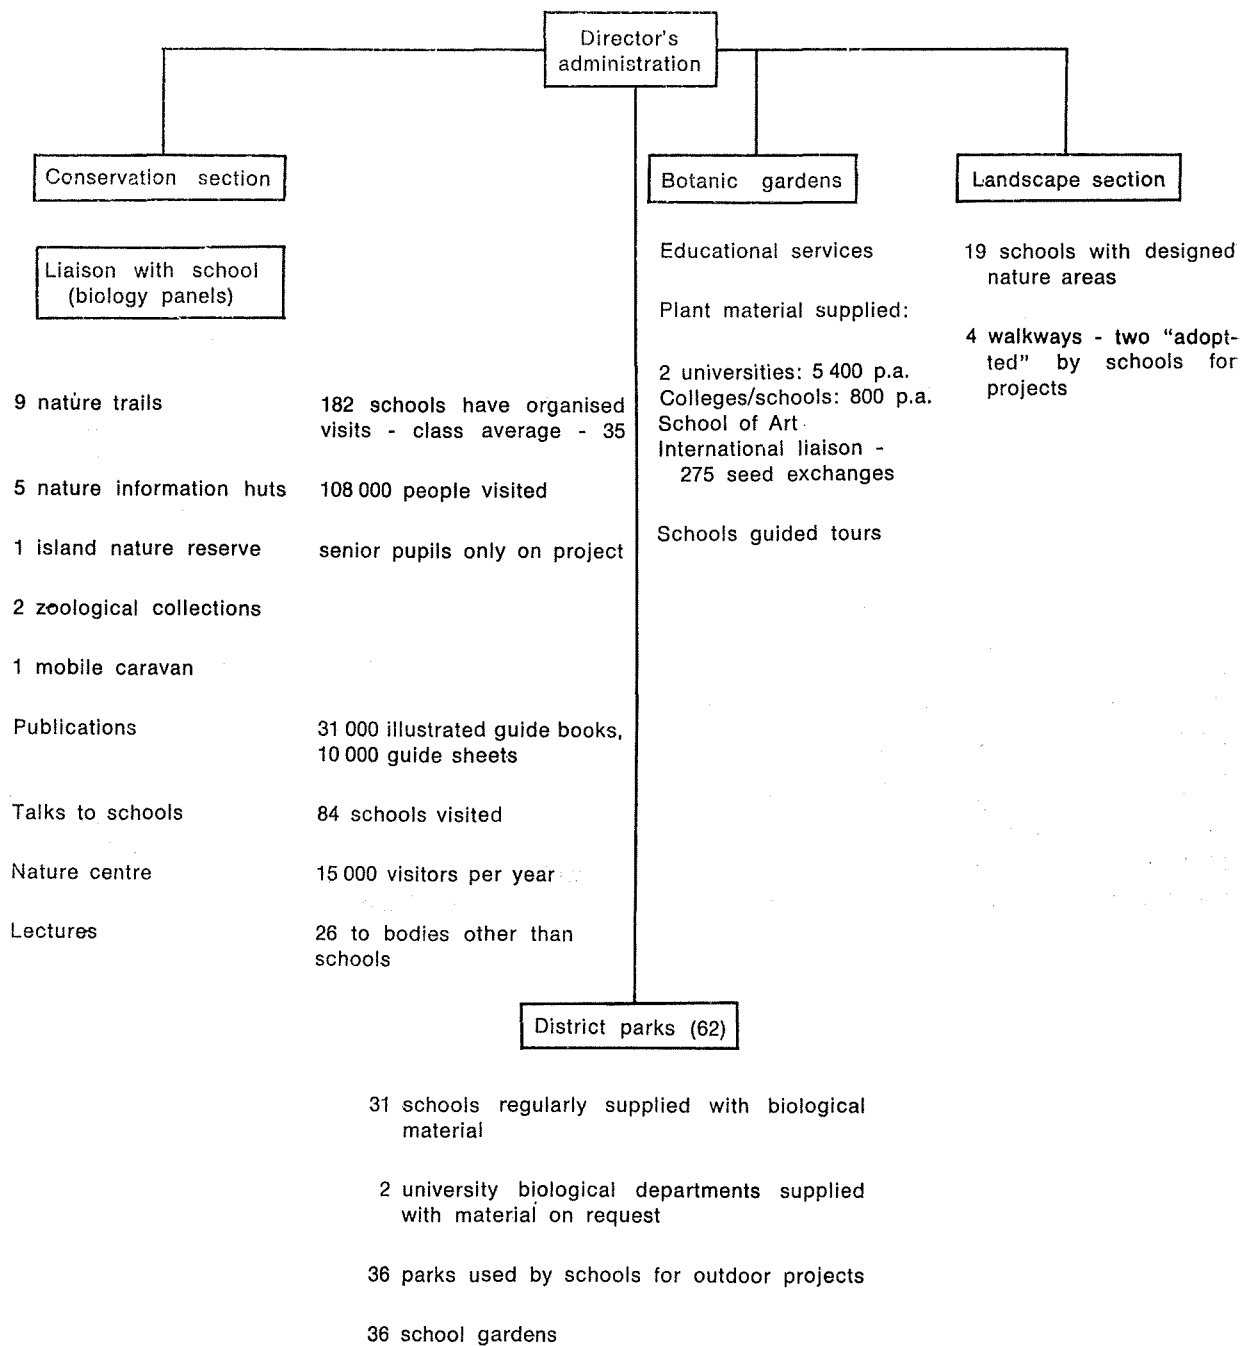 Director's
administration
Conservation section
Botanic gardens
Landscape section
Liaison with school
(biology panels)
9 nature trails
182 schools have organised
visits - class average - 35
5 nature information huts
108 000 people visited
1 island nature reserve
senior pupils only on project
2 zoological collections
1 mobile caravan
Publications
31 000 illustrated guide books,
10 000 guide sheets
Talks to schools
84 schools visited
Nature centre
15 000 visitors per year
Lectures
26 to bodies other than
schools
Educational services
Plant material supplied:
2 universities: 5 400 p.a.
Colleges/schools: 800 p.a.
School of Art
International liaison -
275 seed exchanges
Schools guided tours
19 schools with designed
nature areas
4 walkways - two "adopt-
ted" by schools for
projects
District parks (62)
31 schools regularly supplied with biological
material
2 university biological departments supplied
with material on request
36 parks used by schools for outdoor projects
36 school gardens